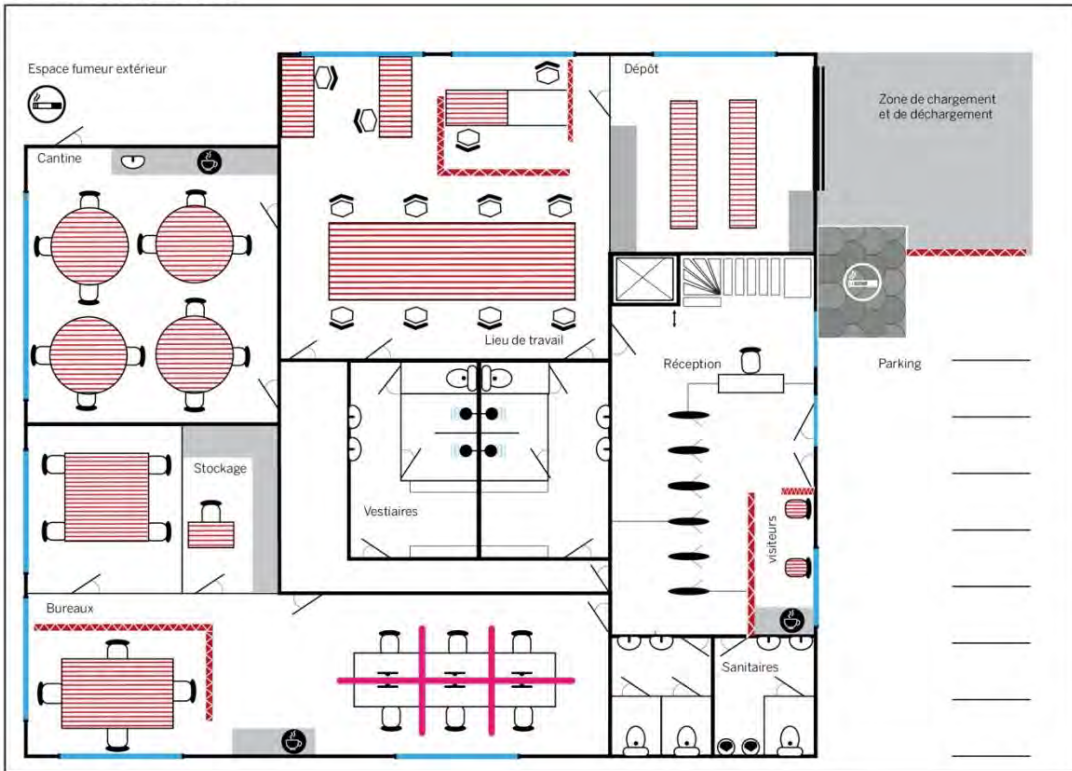 Espace fumeur extérieur
Dépôt
Zone de chargement
et de déchargement
Cantine
Lieu de travail
Réception
Parking
Stockage
Vestiaires
visiteurs
Bureaux
Sanitaires